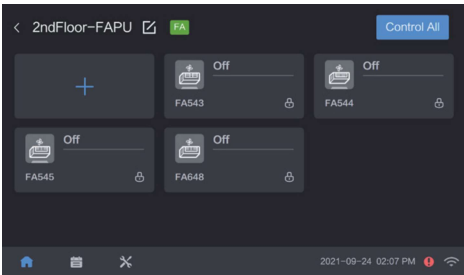 2ndFloor-FAPU FA Control All
Off Off
FA543 FA544
Off Off
FA545 FA648
2021-09-24 02:07 PM